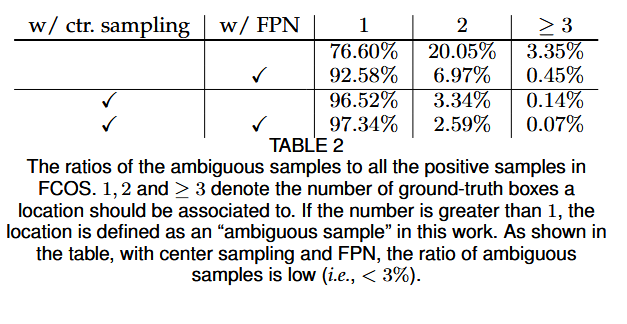 w/ ctr. sampling w/ FPN 1 2 ≥ 3
76.60% 20.05% 3.35%
✓ 92.58% 6.97% 0.45%
✓ 96.52% 3.34% 0.14%
✓ ✓ 97.34% 2.59% 0.07%
TABLE 2
The ratios of the ambiguous samples to all the positive samples in
FCOS. 1, 2 and ≥ 3 denote the number of ground-truth boxes a
location should be associated to. If the number is greater than 1, the
location is defined as an “ambiguous sample” in this work. As shown in
the table, with center sampling and FPN, the ratio of ambiguous
samples is low (i.e., < 3%).